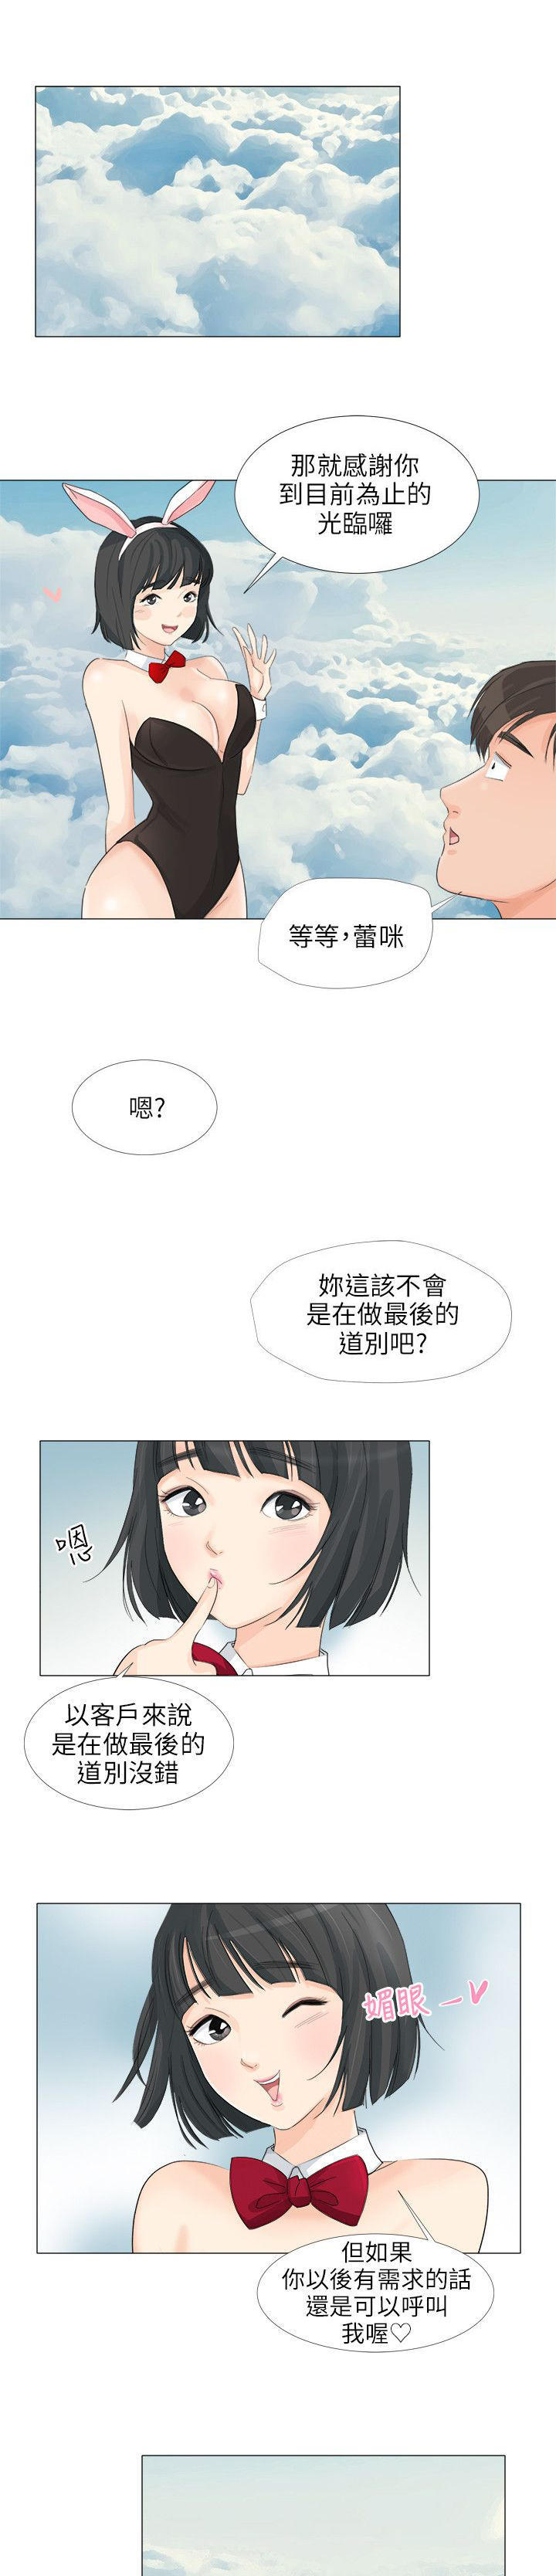 那就感謝你
到目前為止的
光臨囉
等等，蕾咪
嗯?
妳這該不會
是在做最後的
道別吧?
嗯
以客戶來說
是在做最後的
道別沒錯
媚眼
但如果
你以後有需求的話
還是可以呼叫
我喔♡